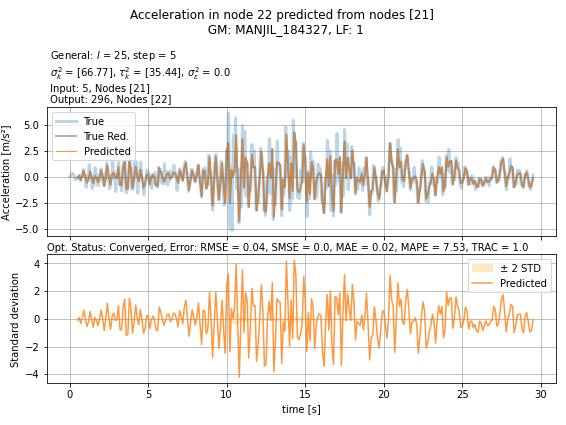 Acceleration in node 22 predicted from nodes [21]
GM: MANJIL_184327, LF: 1
General: l = 25, step = 5
σ²ₖ = [66.77], τ²ₖ = [35.44], σ²ε = 0.0
Input: 5, Nodes [21]
Output: 296, Nodes [22]
Acceleration [m/s²]
5.0
2.5
0.0
−2.5
−5.0
True
True Red.
Predicted
Opt. Status: Converged, Error: RMSE = 0.04, SMSE = 0.0, MAE = 0.02, MAPE = 7.53, TRAC = 1.0
Standard deviation
4
2
0
−2
−4
± 2 STD
Predicted
0 5 10 15 20 25 30
time [s]